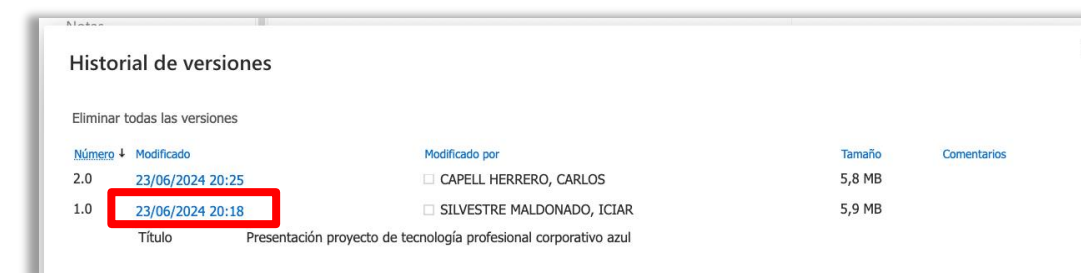 Historial de versiones
Eliminar todas las versiones
Número ↓ Modificado Modificado por Tamaño Comentarios
2.0 23/06/2024 20:25 CAPELL HERRERO, CARLOS 5,8 MB
1.0 23/06/2024 20:18 SILVESTRE MALDONADO, ICIAR 5,9 MB
Título Presentación proyecto de tecnología profesional corporativo azul